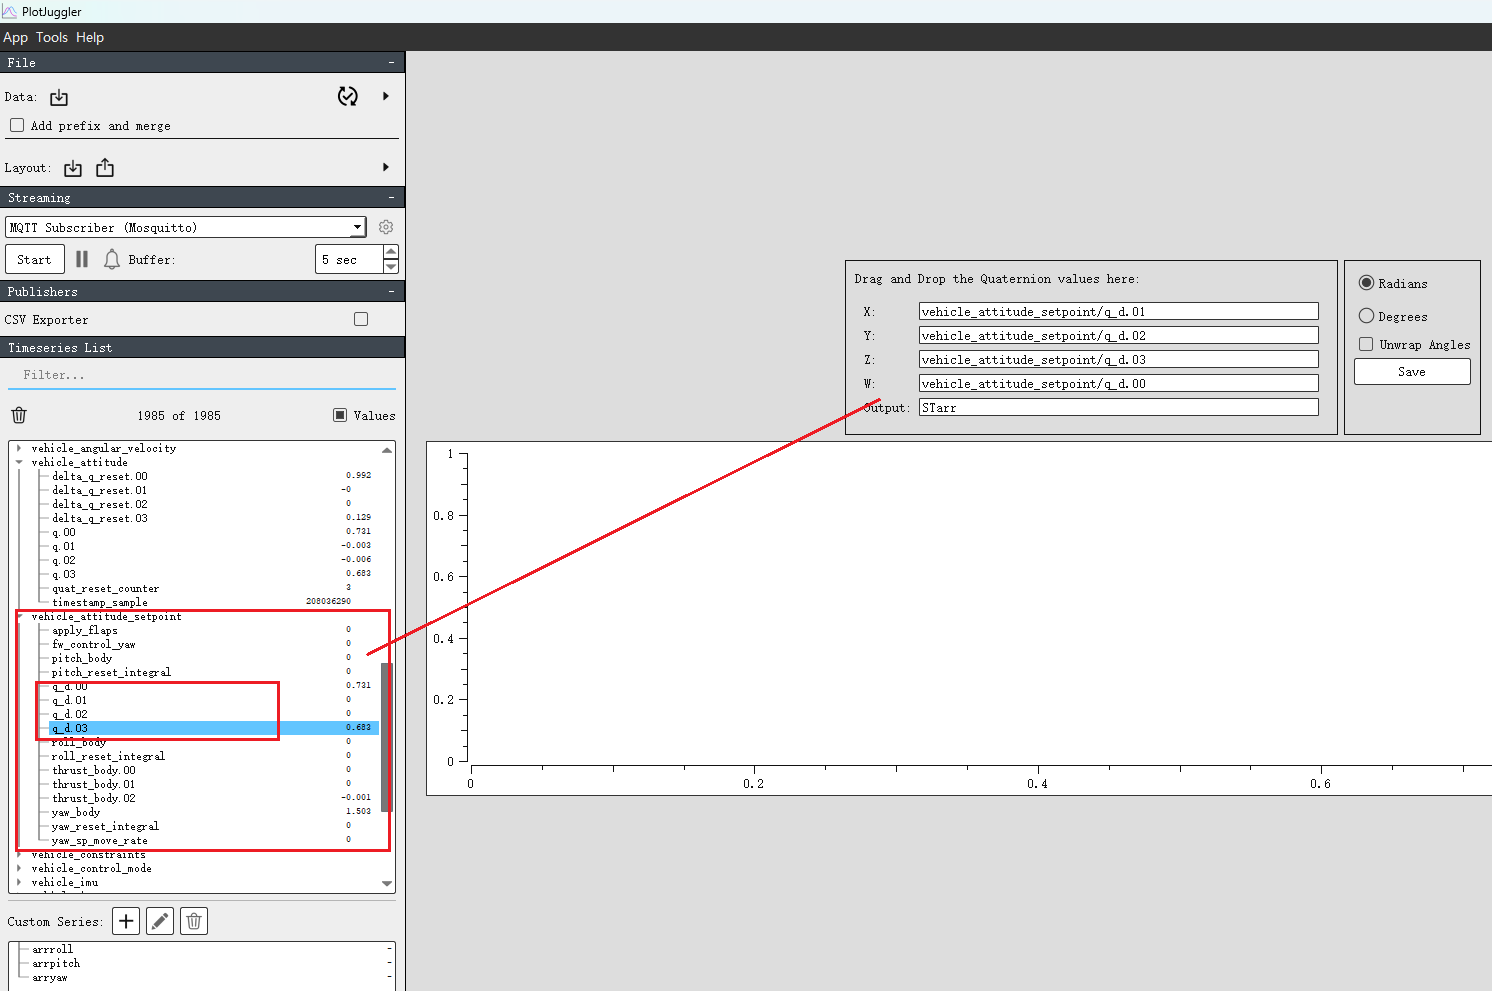 PlotJuggler
App Tools Help
File -
Data:
Add prefix and merge
Layout:
Streaming -
MQTT Subscriber (Mosquitto)
Start Buffer: 5 sec
Publishers -
CSV Exporter
Timeseries List
Filter...
1985 of 1985 Values
vehicle_angular_velocity
vehicle_attitude
delta_q_reset.00 0.992
delta_q_reset.01 -0
delta_q_reset.02 0
delta_q_reset.03 0.129
q.00 0.731
q.01 -0.003
q.02 -0.006
q.03 0.683
quat_reset_counter 3
timestamp_sample 208036290
vehicle_attitude_setpoint
apply_flaps 0
fw_control_yaw 0
pitch_body 0
pitch_reset_integral 0
q_d.00 0.731
q_d.01 0
q_d.02 0
q_d.03 0.683
roll_body 0
roll_reset_integral 0
thrust_body.00 0
thrust_body.01 0
thrust_body.02 -0.001
yaw_body 1.503
yaw_reset_integral 0
yaw_sp_move_rate 0
vehicle_constraints
vehicle_control_mode
vehicle_imu
Custom Series:
arrroll -
arrpitch -
arryaw -
Drag and Drop the Quaternion values here:
X: vehicle_attitude_setpoint/q_d.01
Y: vehicle_attitude_setpoint/q_d.02
Z: vehicle_attitude_setpoint/q_d.03
W: vehicle_attitude_setpoint/q_d.00
Output: STarr
Radians
Degrees
Unwrap Angles
Save
1
0.8
0.6
0.4
0.2
0
0 0.2 0.4 0.6